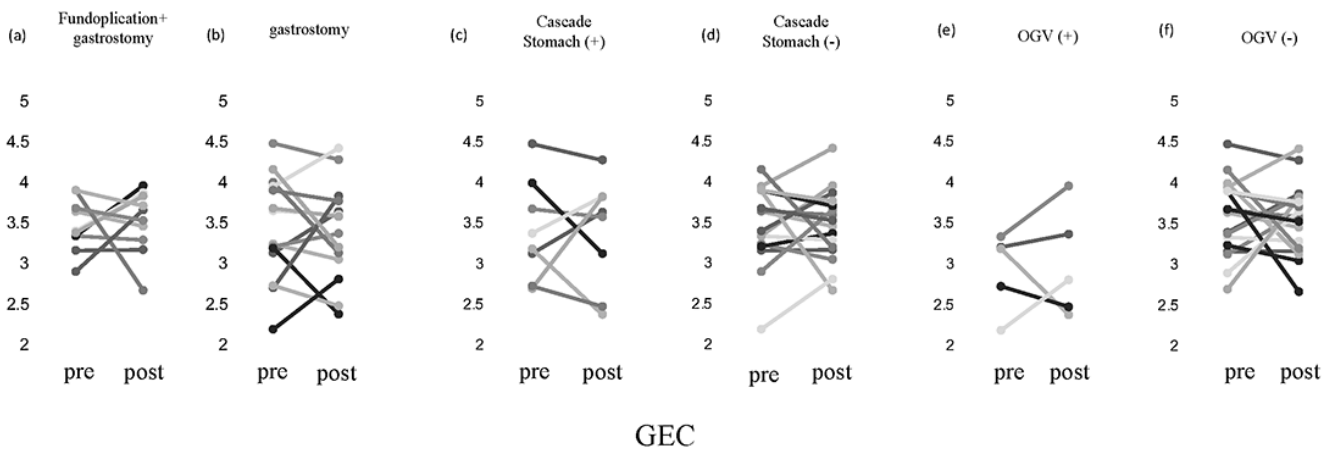 (a) Fundoplication+
gastrostomy
(b) gastrostomy
(c) Cascade
Stomach (+)
(d) Cascade
Stomach (-)
(e) OGV (+)
(f) OGV (-)
5 5 5 5 5 5
4.5 4.5 4.5 4.5 4.5 4.5
4 4 4 4 4 4
3.5 3.5 3.5 3.5 3.5 3.5
3 3 3 3 3 3
2.5 2.5 2.5 2.5 2.5 2.5
2 2 2 2 2 2
pre post pre post pre post pre post pre post pre post
GEC